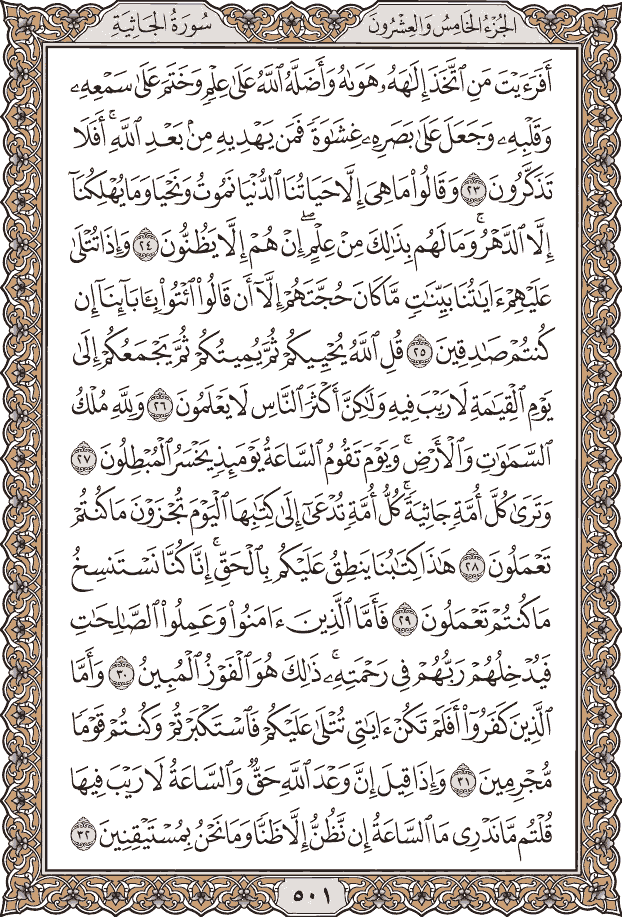 سُورَةُ الجَاثِيَةِ
الجُزْءُ الخَامِسُ وَالعِشْرُونَ
أَفَرَءَيْتَ مَنِ ٱتَّخَذَ إِلَٰهَهُۥ هَوَىٰهُ وَأَضَلَّهُ ٱللَّهُ عَلَىٰ عِلْمٍ وَخَتَمَ عَلَىٰ سَمْعِهِۦ
وَقَلْبِهِۦ وَجَعَلَ عَلَىٰ بَصَرِهِۦ غِشَٰوَةً فَمَن يَهْدِيهِ مِنۢ بَعْدِ ٱللَّهِ ۚ أَفَلَا
تَذَكَّرُونَ ٢٣ وَقَالُوا۟ مَا هِىَ إِلَّا حَيَاتُنَا ٱلدُّنْيَا نَمُوتُ وَنَحْيَا وَمَا يُهْلِكُنَآ
إِلَّا ٱلدَّهْرُ ۚ وَمَا لَهُم بِذَٰلِكَ مِنْ عِلْمٍ ۖ إِنْ هُمْ إِلَّا يَظُنُّونَ ٢٤ وَإِذَا تُتْلَىٰ
عَلَيْهِمْ ءَايَٰتُنَا بَيِّنَٰتٍ مَّا كَانَ حُجَّتَهُمْ إِلَّآ أَن قَالُوا۟ ٱئْتُوا۟ بِـَٔابَآئِنَآ إِن
كُنتُمْ صَٰدِقِينَ ٢٥ قُلِ ٱللَّهُ يُحْيِيكُمْ ثُمَّ يُمِيتُكُمْ ثُمَّ يَجْمَعُكُمْ إِلَىٰ
يَوْمِ ٱلْقِيَٰمَةِ لَا رَيْبَ فِيهِ وَلَٰكِنَّ أَكْثَرَ ٱلنَّاسِ لَا يَعْلَمُونَ ٢٦ وَلِلَّهِ مُلْكُ
ٱلسَّمَٰوَٰتِ وَٱلْأَرْضِ ۚ وَيَوْمَ تَقُومُ ٱلسَّاعَةُ يَوْمَئِذٍ يَخْسَرُ ٱلْمُبْطِلُونَ ٢٧
وَتَرَىٰ كُلَّ أُمَّةٍ جَاثِيَةً ۚ كُلُّ أُمَّةٍ تُدْعَىٰٓ إِلَىٰ كِتَٰبِهَا ٱلْيَوْمَ تُجْزَوْنَ مَا كُنتُمْ
تَعْمَلُونَ ٢٨ هَٰذَا كِتَٰبُنَا يَنطِقُ عَلَيْكُم بِٱلْحَقِّ ۚ إِنَّا كُنَّا نَسْتَنسِخُ
مَا كُنتُمْ تَعْمَلُونَ ٢٩ فَأَمَّا ٱلَّذِينَ ءَامَنُوا۟ وَعَمِلُوا۟ ٱلصَّٰلِحَٰتِ
فَيُدْخِلُهُمْ رَبُّهُمْ فِى رَحْمَتِهِۦ ۚ ذَٰلِكَ هُوَ ٱلْفَوْزُ ٱلْمُبِينُ ٣٠ وَأَمَّا
ٱلَّذِينَ كَفَرُوٓا۟ أَفَلَمْ تَكُنْ ءَايَٰتِى تُتْلَىٰ عَلَيْكُمْ فَٱسْتَكْبَرْتُمْ وَكُنتُمْ قَوْمًا
مُّجْرِمِينَ ٣١ وَإِذَا قِيلَ إِنَّ وَعْدَ ٱللَّهِ حَقٌّ وَٱلسَّاعَةُ لَا رَيْبَ فِيهَا
قُلْتُم مَّا نَدْرِى مَا ٱلسَّاعَةُ إِن نَّظُنُّ إِلَّا ظَنًّا وَمَا نَحْنُ بِمُسْتَيْقِنِينَ ٣٢
٥٠١